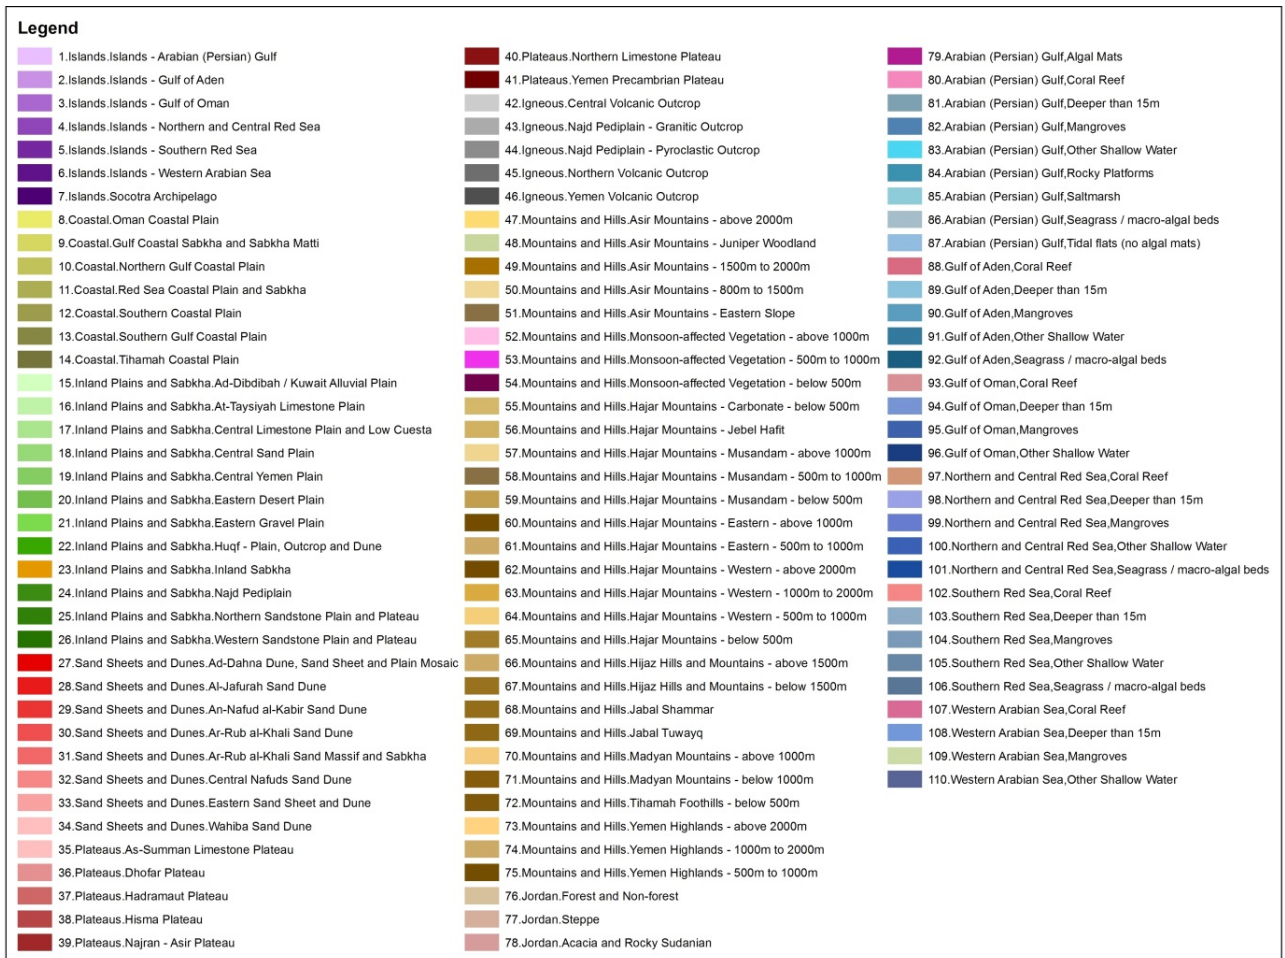 Legend
1.Islands.Islands - Arabian (Persian) Gulf
2.Islands.Islands - Gulf of Aden
3.Islands.Islands - Gulf of Oman
4.Islands.Islands - Northern and Central Red Sea
5.Islands.Islands - Southern Red Sea
6.Islands.Islands - Western Arabian Sea
7.Islands.Socotra Archipelago
8.Coastal.Oman Coastal Plain
9.Coastal.Gulf Coastal Sabkha and Sabkha Matti
10.Coastal.Northern Gulf Coastal Plain
11.Coastal.Red Sea Coastal Plain and Sabkha
12.Coastal.Southern Coastal Plain
13.Coastal.Southern Gulf Coastal Plain
14.Coastal.Tihamah Coastal Plain
15.Inland Plains and Sabkha.Ad-Dibdibah / Kuwait Alluvial Plain
16.Inland Plains and Sabkha.At-Taysiyah Limestone Plain
17.Inland Plains and Sabkha.Central Limestone Plain and Low Cuesta
18.Inland Plains and Sabkha.Central Sand Plain
19.Inland Plains and Sabkha.Central Yemen Plain
20.Inland Plains and Sabkha.Eastern Desert Plain
21.Inland Plains and Sabkha.Eastern Gravel Plain
22.Inland Plains and Sabkha.Huqf - Plain, Outcrop and Dune
23.Inland Plains and Sabkha.Inland Sabkha
24.Inland Plains and Sabkha.Najd Pediplain
25.Inland Plains and Sabkha.Northern Sandstone Plain and Plateau
26.Inland Plains and Sabkha.Western Sandstone Plain and Plateau
27.Sand Sheets and Dunes.Ad-Dahna Dune, Sand Sheet and Plain Mosaic
28.Sand Sheets and Dunes.Al-Jafurah Sand Dune
29.Sand Sheets and Dunes.An-Nafud al-Kabir Sand Dune
30.Sand Sheets and Dunes.Ar-Rub al-Khali Sand Dune
31.Sand Sheets and Dunes.Ar-Rub al-Khali Sand Massif and Sabkha
32.Sand Sheets and Dunes.Central Nafuds Sand Dune
33.Sand Sheets and Dunes.Eastern Sand Sheet and Dune
34.Sand Sheets and Dunes.Wahiba Sand Dune
35.Plateaus.As-Summan Limestone Plateau
36.Plateaus.Dhofar Plateau
37.Plateaus.Hadramaut Plateau
38.Plateaus.Hisma Plateau
39.Plateaus.Najran - Asir Plateau
40.Plateaus.Northern Limestone Plateau
41.Plateaus.Yemen Precambrian Plateau
42.Igneous.Central Volcanic Outcrop
43.Igneous.Najd Pediplain - Granitic Outcrop
44.Igneous.Najd Pediplain - Pyroclastic Outcrop
45.Igneous.Northern Volcanic Outcrop
46.Igneous.Yemen Volcanic Outcrop
47.Mountains and Hills.Asir Mountains - above 2000m
48.Mountains and Hills.Asir Mountains - Juniper Woodland
49.Mountains and Hills.Asir Mountains - 1500m to 2000m
50.Mountains and Hills.Asir Mountains - 800m to 1500m
51.Mountains and Hills.Asir Mountains - Eastern Slope
52.Mountains and Hills.Monsoon-affected Vegetation - above 1000m
53.Mountains and Hills.Monsoon-affected Vegetation - 500m to 1000m
54.Mountains and Hills.Monsoon-affected Vegetation - below 500m
55.Mountains and Hills.Hajar Mountains - Carbonate - below 500m
56.Mountains and Hills.Hajar Mountains - Jebel Hafit
57.Mountains and Hills.Hajar Mountains - Musandam - above 1000m
58.Mountains and Hills.Hajar Mountains - Musandam - 500m to 1000m
59.Mountains and Hills.Hajar Mountains - Musandam - below 500m
60.Mountains and Hills.Hajar Mountains - Eastern - above 1000m
61.Mountains and Hills.Hajar Mountains - Eastern - 500m to 1000m
62.Mountains and Hills.Hajar Mountains - Western - above 2000m
63.Mountains and Hills.Hajar Mountains - Western - 1000m to 2000m
64.Mountains and Hills.Hajar Mountains - Western - 500m to 1000m
65.Mountains and Hills.Hajar Mountains - below 500m
66.Mountains and Hills.Hijaz Hills and Mountains - above 1500m
67.Mountains and Hills.Hijaz Hills and Mountains - below 1500m
68.Mountains and Hills.Jabal Shammar
69.Mountains and Hills.Jabal Tuwayq
70.Mountains and Hills.Madyan Mountains - above 1000m
71.Mountains and Hills.Madyan Mountains - below 1000m
72.Mountains and Hills.Tihamah Foothills - below 500m
73.Mountains and Hills.Yemen Highlands - above 2000m
74.Mountains and Hills.Yemen Highlands - 1000m to 2000m
75.Mountains and Hills.Yemen Highlands - 500m to 1000m
76.Jordan.Forest and Non-forest
77.Jordan.Steppe
78.Jordan.Acacia and Rocky Sudanian
79.Arabian (Persian) Gulf,Algal Mats
80.Arabian (Persian) Gulf,Coral Reef
81.Arabian (Persian) Gulf,Deeper than 15m
82.Arabian (Persian) Gulf,Mangroves
83.Arabian (Persian) Gulf,Other Shallow Water
84.Arabian (Persian) Gulf,Rocky Platforms
85.Arabian (Persian) Gulf,Saltmarsh
86.Arabian (Persian) Gulf,Seagrass / macro-algal beds
87.Arabian (Persian) Gulf,Tidal flats (no algal mats)
88.Gulf of Aden,Coral Reef
89.Gulf of Aden,Deeper than 15m
90.Gulf of Aden,Mangroves
91.Gulf of Aden,Other Shallow Water
92.Gulf of Aden,Seagrass / macro-algal beds
93.Gulf of Oman,Coral Reef
94.Gulf of Oman,Deeper than 15m
95.Gulf of Oman,Mangroves
96.Gulf of Oman,Other Shallow Water
97.Northern and Central Red Sea,Coral Reef
98.Northern and Central Red Sea,Deeper than 15m
99.Northern and Central Red Sea,Mangroves
100.Northern and Central Red Sea,Other Shallow Water
101.Northern and Central Red Sea,Seagrass / macro-algal beds
102.Southern Red Sea,Coral Reef
103.Southern Red Sea,Deeper than 15m
104.Southern Red Sea,Mangroves
105.Southern Red Sea,Other Shallow Water
106.Southern Red Sea,Seagrass / macro-algal beds
107.Western Arabian Sea,Coral Reef
108.Western Arabian Sea,Deeper than 15m
109.Western Arabian Sea,Mangroves
110.Western Arabian Sea,Other Shallow Water